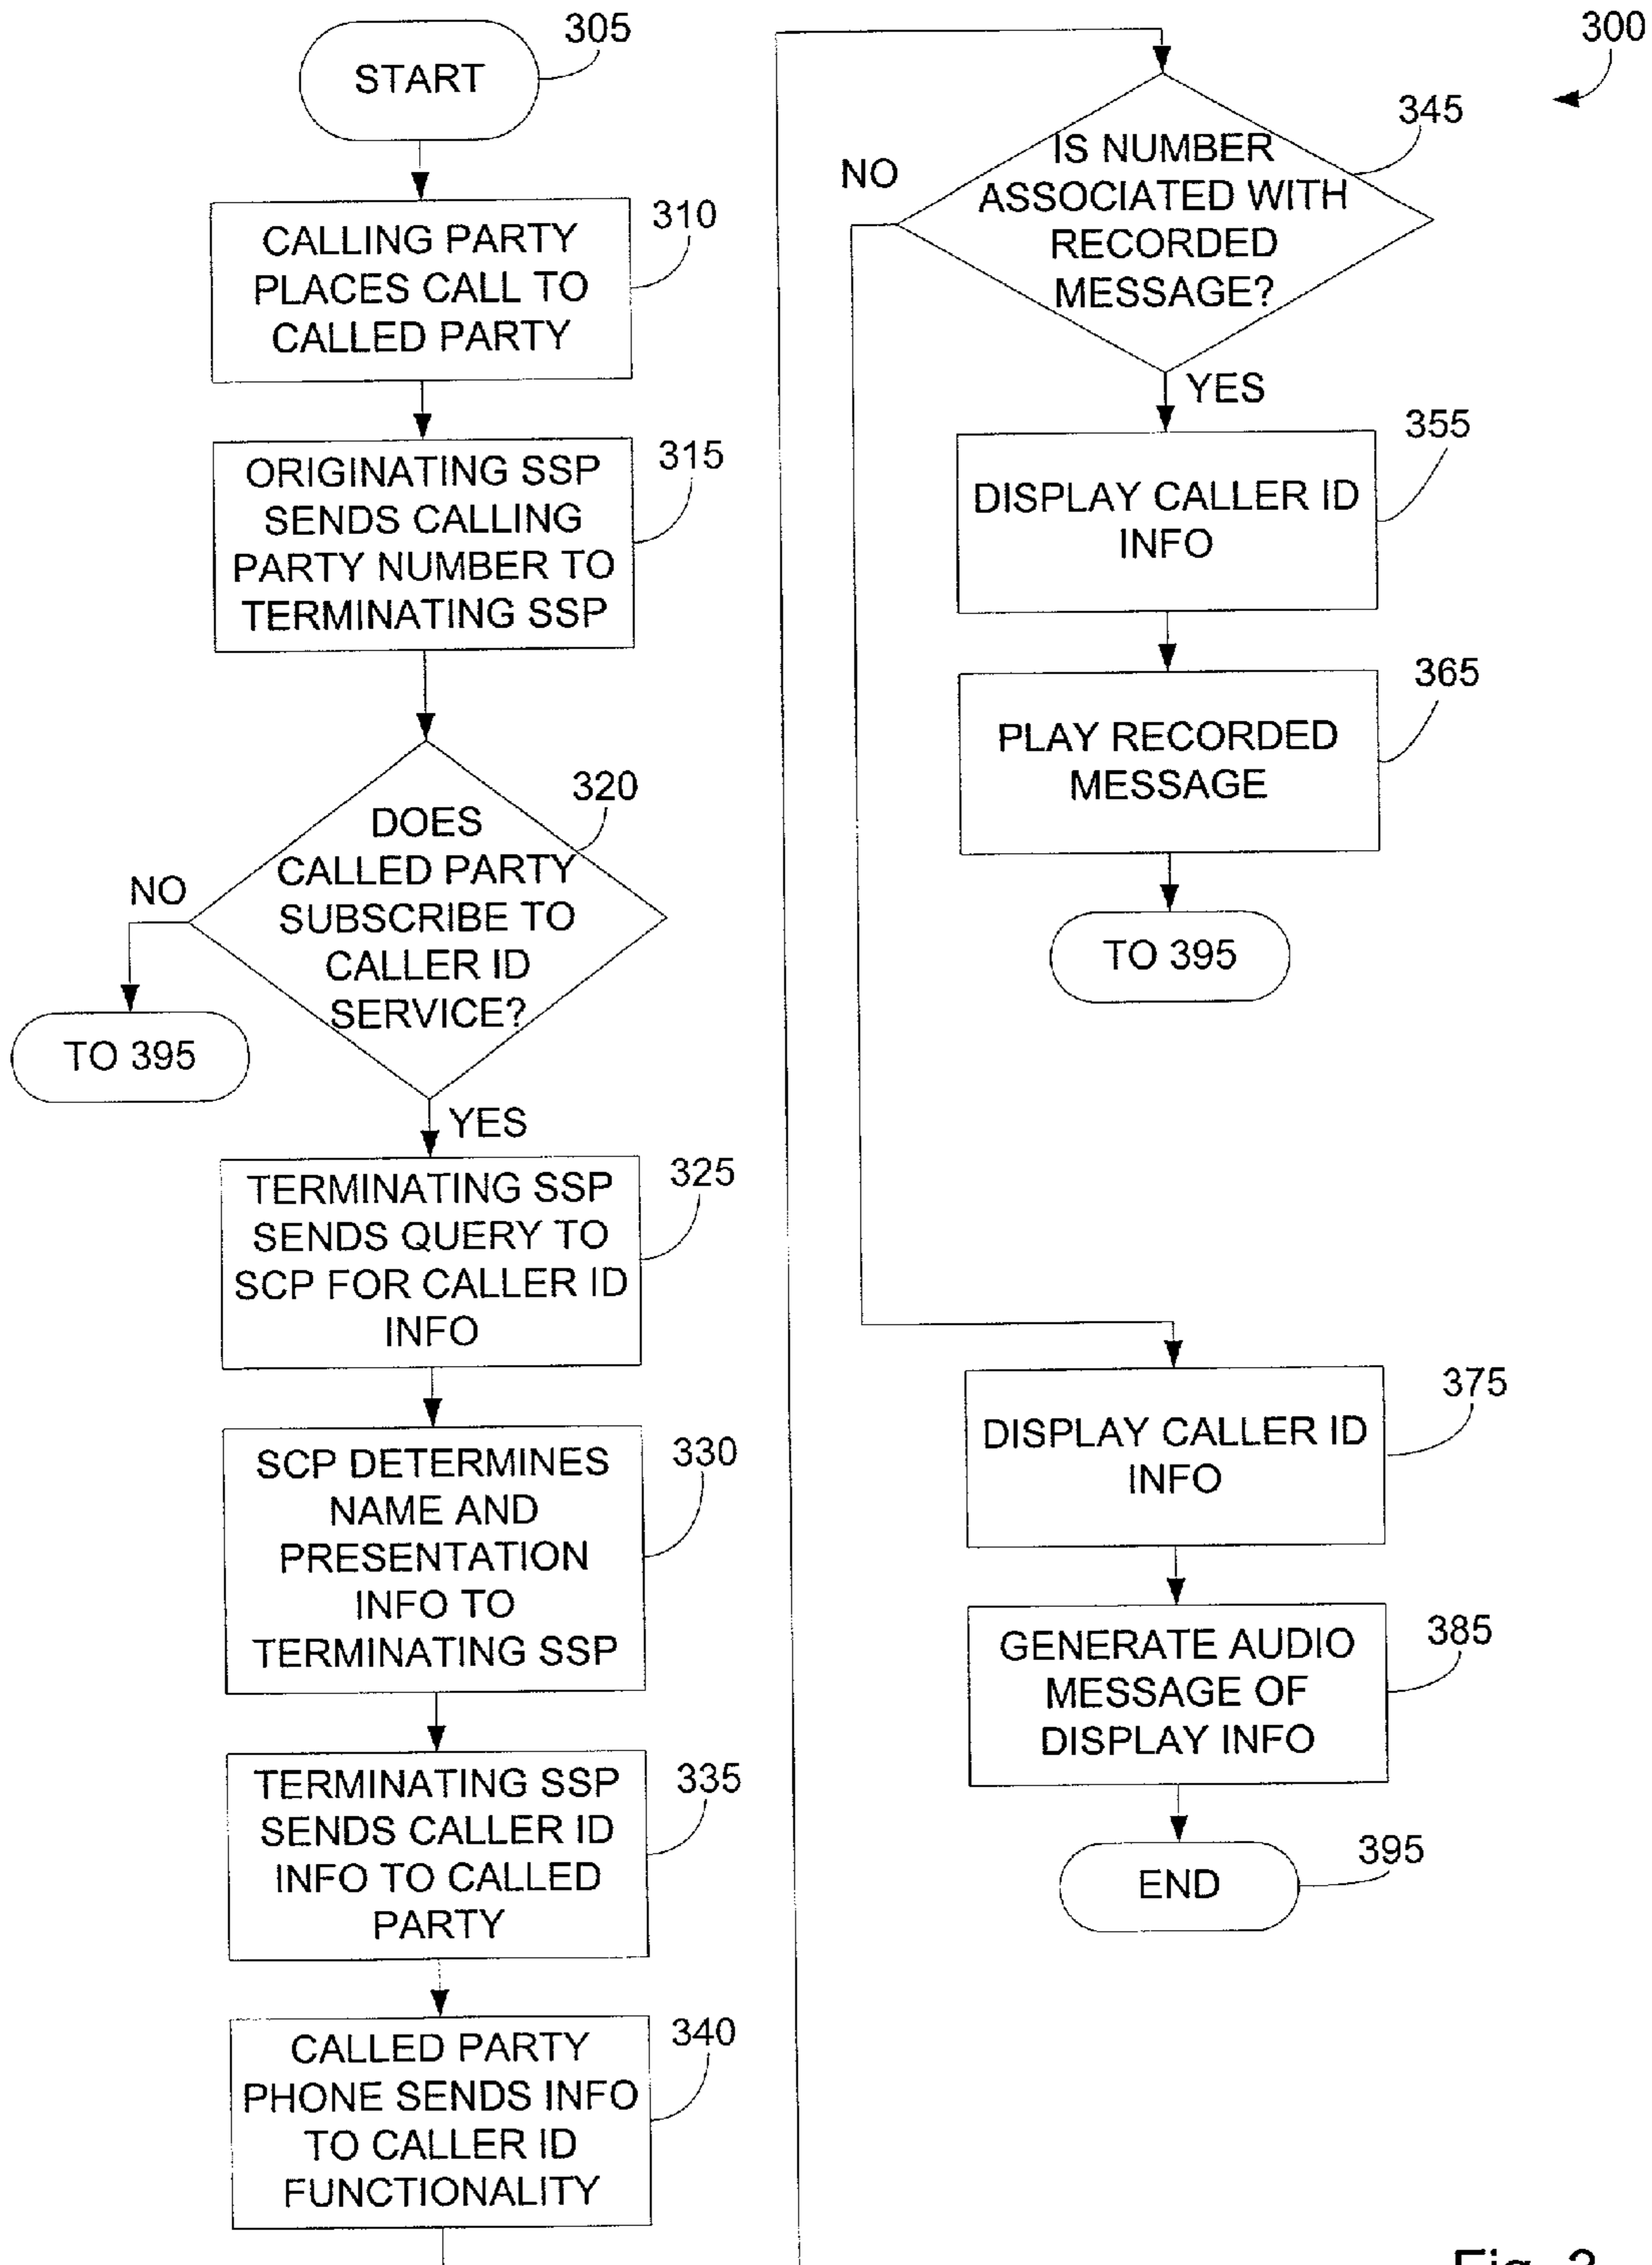 305
START
310
CALLING PARTY
PLACES CALL TO
CALLED PARTY
315
ORIGINATING SSP
SENDS CALLING
PARTY NUMBER TO
TERMINATING SSP
320
DOES
CALLED PARTY
SUBSCRIBE TO
CALLER ID
SERVICE?
NO
TO 395
YES
325
TERMINATING SSP
SENDS QUERY TO
SCP FOR CALLER ID
INFO
330
SCP DETERMINES
NAME AND
PRESENTATION
INFO TO
TERMINATING SSP
335
TERMINATING SSP
SENDS CALLER ID
INFO TO CALLED
PARTY
340
CALLED PARTY
PHONE SENDS INFO
TO CALLER ID
FUNCTIONALITY
300
345
IS NUMBER
ASSOCIATED WITH
RECORDED
MESSAGE?
NO
YES
355
DISPLAY CALLER ID
INFO
365
PLAY RECORDED
MESSAGE
TO 395
375
DISPLAY CALLER ID
INFO
385
GENERATE AUDIO
MESSAGE OF
DISPLAY INFO
395
END
Fig. 3